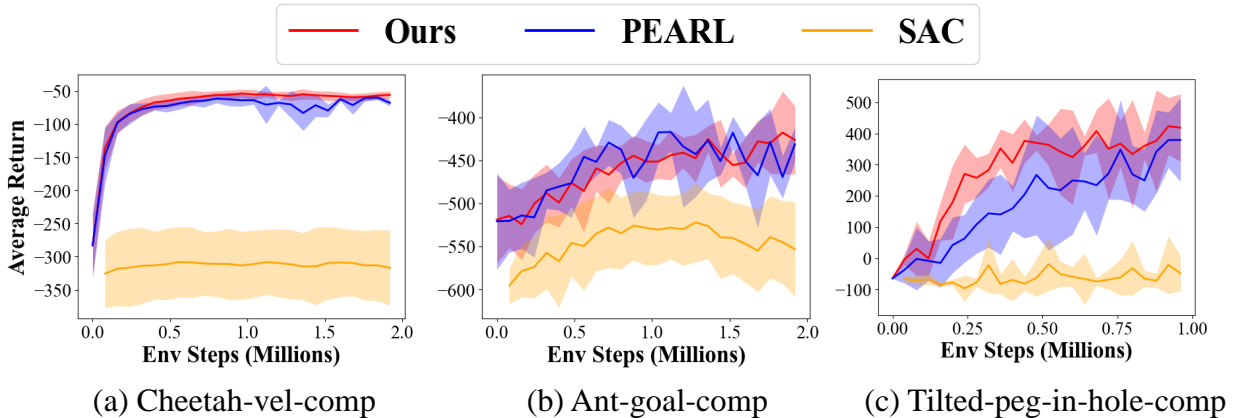 Ours PEARL SAC
Average Return
−50
−100
−150
−200
−250
−300
−350
0.0 0.5 1.0 1.5 2.0
Env Steps (Millions)
(a) Cheetah-vel-comp
−400
−450
−500
−550
−600
0.0 0.5 1.0 1.5 2.0
Env Steps (Millions)
(b) Ant-goal-comp
500
400
300
200
100
0
−100
0.00 0.25 0.50 0.75 1.00
Env Steps (Millions)
(c) Tilted-peg-in-hole-comp